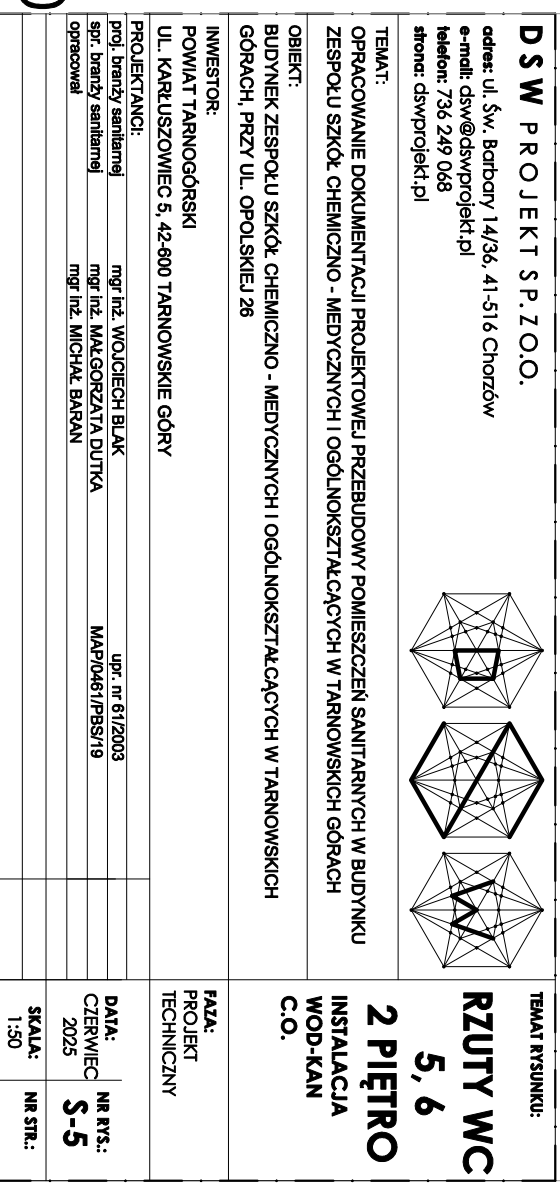 DSW PROJEKT SP. Z O.O.
adres: ul. Św. Barbary 14/36, 41-516 Chorzów
e-mail: dsw@dswprojekt.pl
telefon: 736 249 068
strona: dswprojekt.pl
TEMAT:
OPRACOWANIE DOKUMENTACJI PROJEKTOWEJ PRZEBUDOWY POMIESZCZEŃ SANITARNYCH W BUDYNKU
ZESPOŁU SZKÓŁ CHEMICZNO - MEDYCZNYCH I OGÓLNOKSZTAŁCĄCYCH W TARNOWSKICH GÓRACH
OBIEKT:
BUDYNEK ZESPOŁU SZKÓŁ CHEMICZNO - MEDYCZNYCH I OGÓLNOKSZTAŁCĄCYCH W TARNOWSKICH
GÓRACH, PRZY UL. OPOLSKIEJ 26
INWESTOR:
POWIAT TARNOGÓRSKI
UL. KARŁUSZOWIEC 5, 42-600 TARNOWSKIE GÓRY
PROJEKTANCI:
proj. branży sanitarnej mgr inż. WOJCIECH BLAK upr. nr 61/2003
spr. branży sanitarnej mgr inż. MAŁGORZATA DUTKA MAP/0461/PBS/19
opracował mgr inż. MICHAŁ BARAN
TEMAT RYSUNKU:
RZUTY WC
5, 6
2 PIĘTRO
INSTALACJA
WOD-KAN
C.O.
FAZA:
PROJEKT
TECHNICZNY
DATA:
CZERWIEC
2025
NR RYS.:
S-5
SKALA:
1:50
NR STR.: